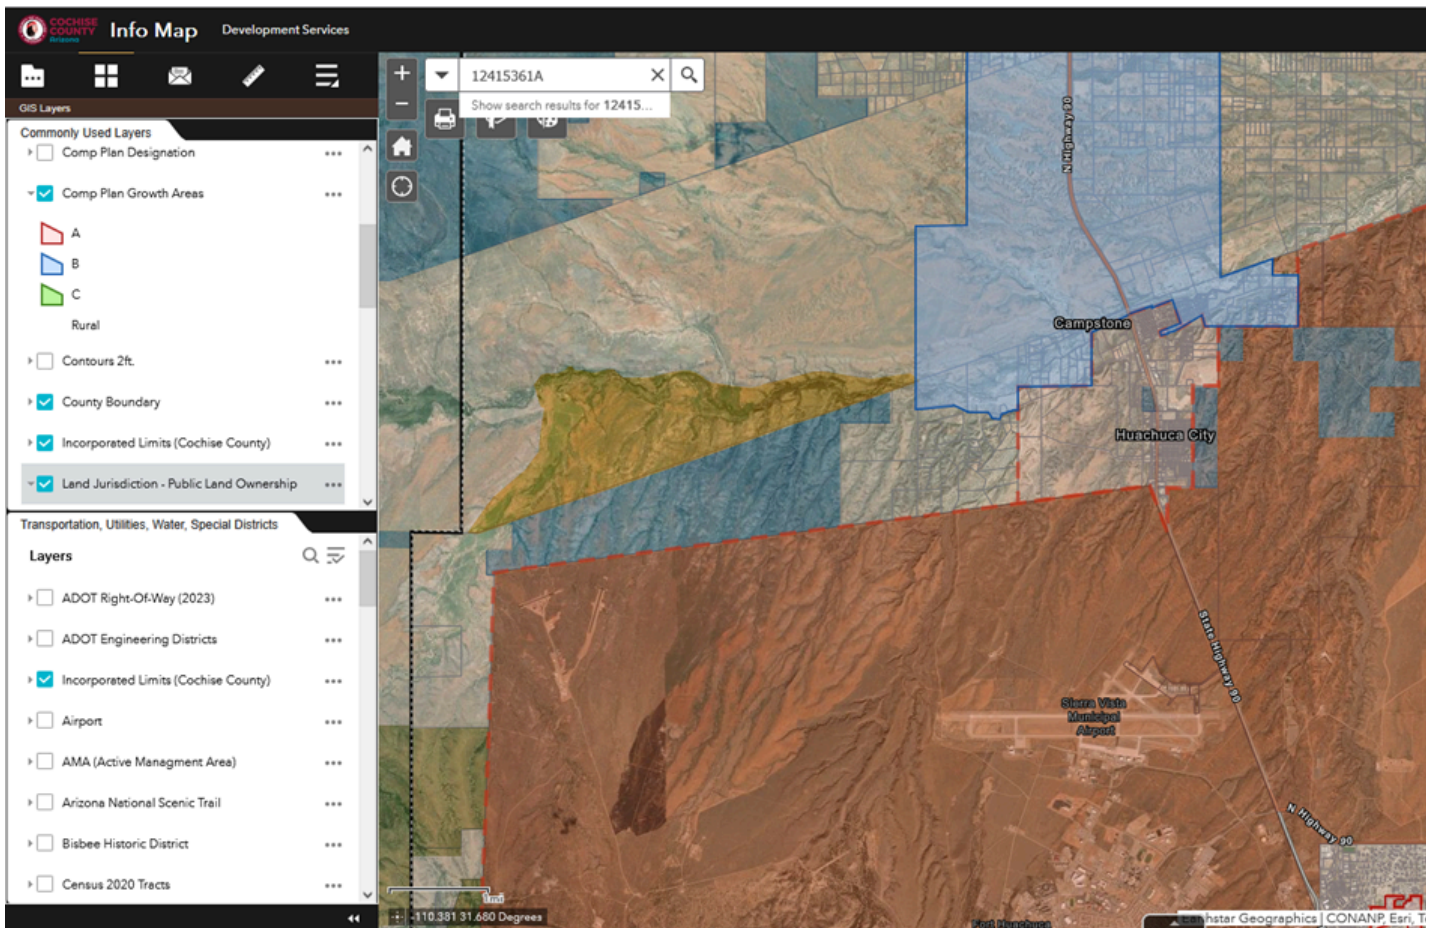 COCHISE
COUNTY
Arizona
Info Map
Development Services
GIS Layers
Commonly Used Layers
Comp Plan Designation
Comp Plan Growth Areas
A
B
C
Rural
Contours 2ft.
County Boundary
Incorporated Limits (Cochise County)
Land Jurisdiction - Public Land Ownership
Transportation, Utilities, Water, Special Districts
Layers
ADOT Right-Of-Way (2023)
ADOT Engineering Districts
Incorporated Limits (Cochise County)
Airport
AMA (Active Managment Area)
Arizona National Scenic Trail
Bisbee Historic District
Census 2020 Tracts
12415361A
Show search results for 12415...
N Highway 90
Campstone
Huachuca City
State Highway 90
Sierra Vista
Municipal
Airport
N Highway 90
1mi
-110.381 31.680 Degrees
Fort Huachuca
Earthstar Geographics | CONANP, Esri, T